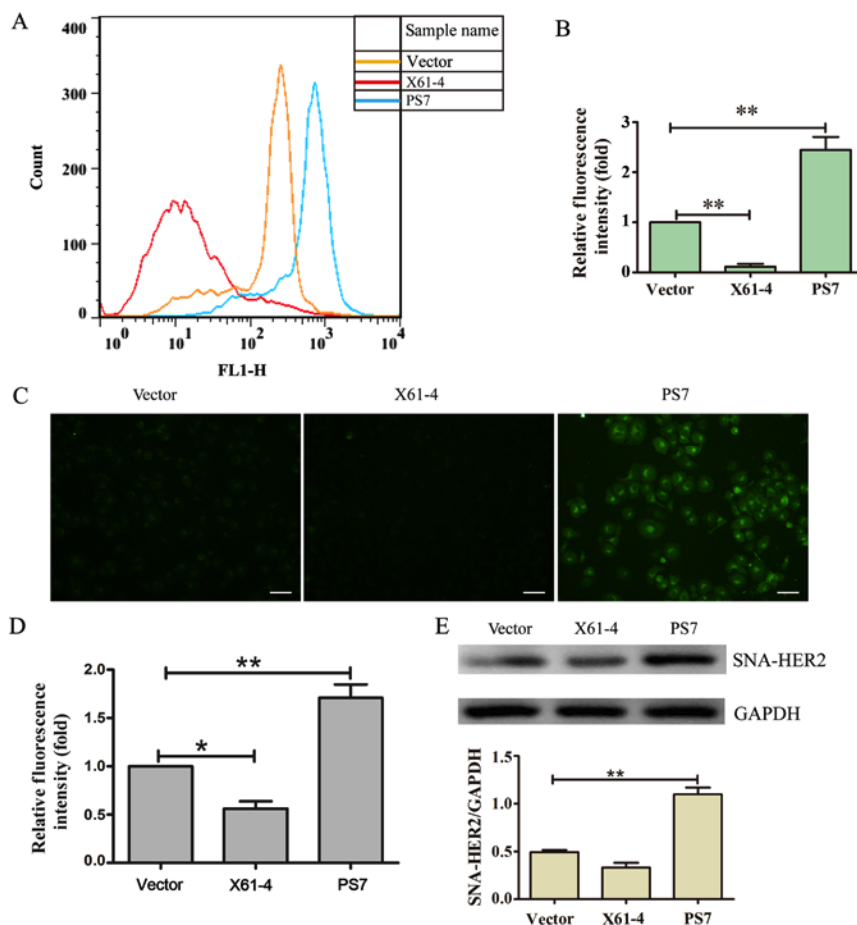 A
Sample name
Vector
X61-4
PS7
400
300
200
100
0
Count
10^0 10^1 10^2 10^3 10^4
FL1-H
B
Relative fluorescence
intensity (fold)
3
2
1
0
**
**
Vector X61-4 PS7
C
Vector X61-4 PS7
D
Relative fluorescence
intensity (fold)
2.0
1.5
1.0
0.5
0.0
**
*
Vector X61-4 PS7
E
Vector X61-4 PS7
SNA-HER2
GAPDH
SNA-HER2/GAPDH
1.5
1.0
0.5
0.0
**
Vector X61-4 PS7